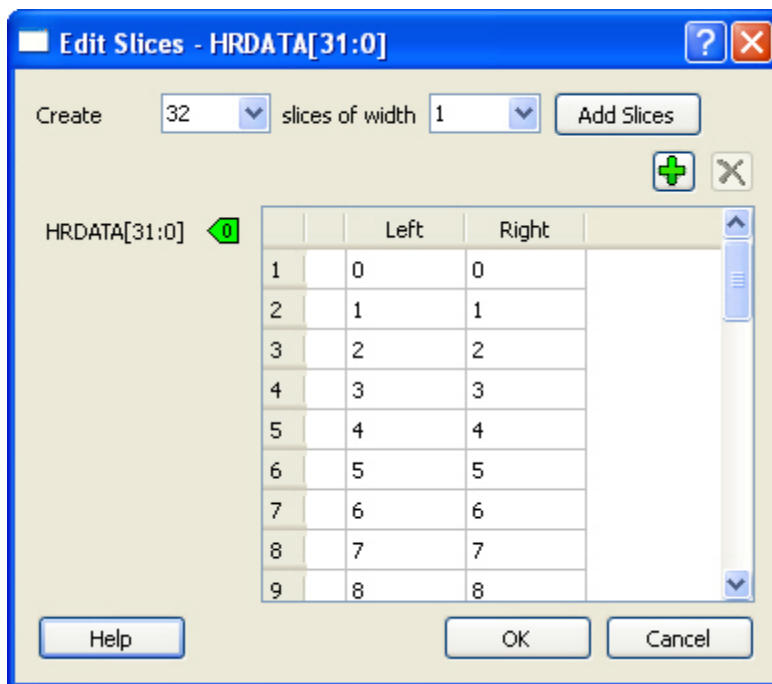 Edit Slices - HRDATA[31:0]
?
Create 32 slices of width 1 Add Slices
HRDATA[31:0] 0
Left Right
1 0 0
2 1 1
3 2 2
4 3 3
5 4 4
6 5 5
7 6 6
8 7 7
9 8 8
Help OK Cancel